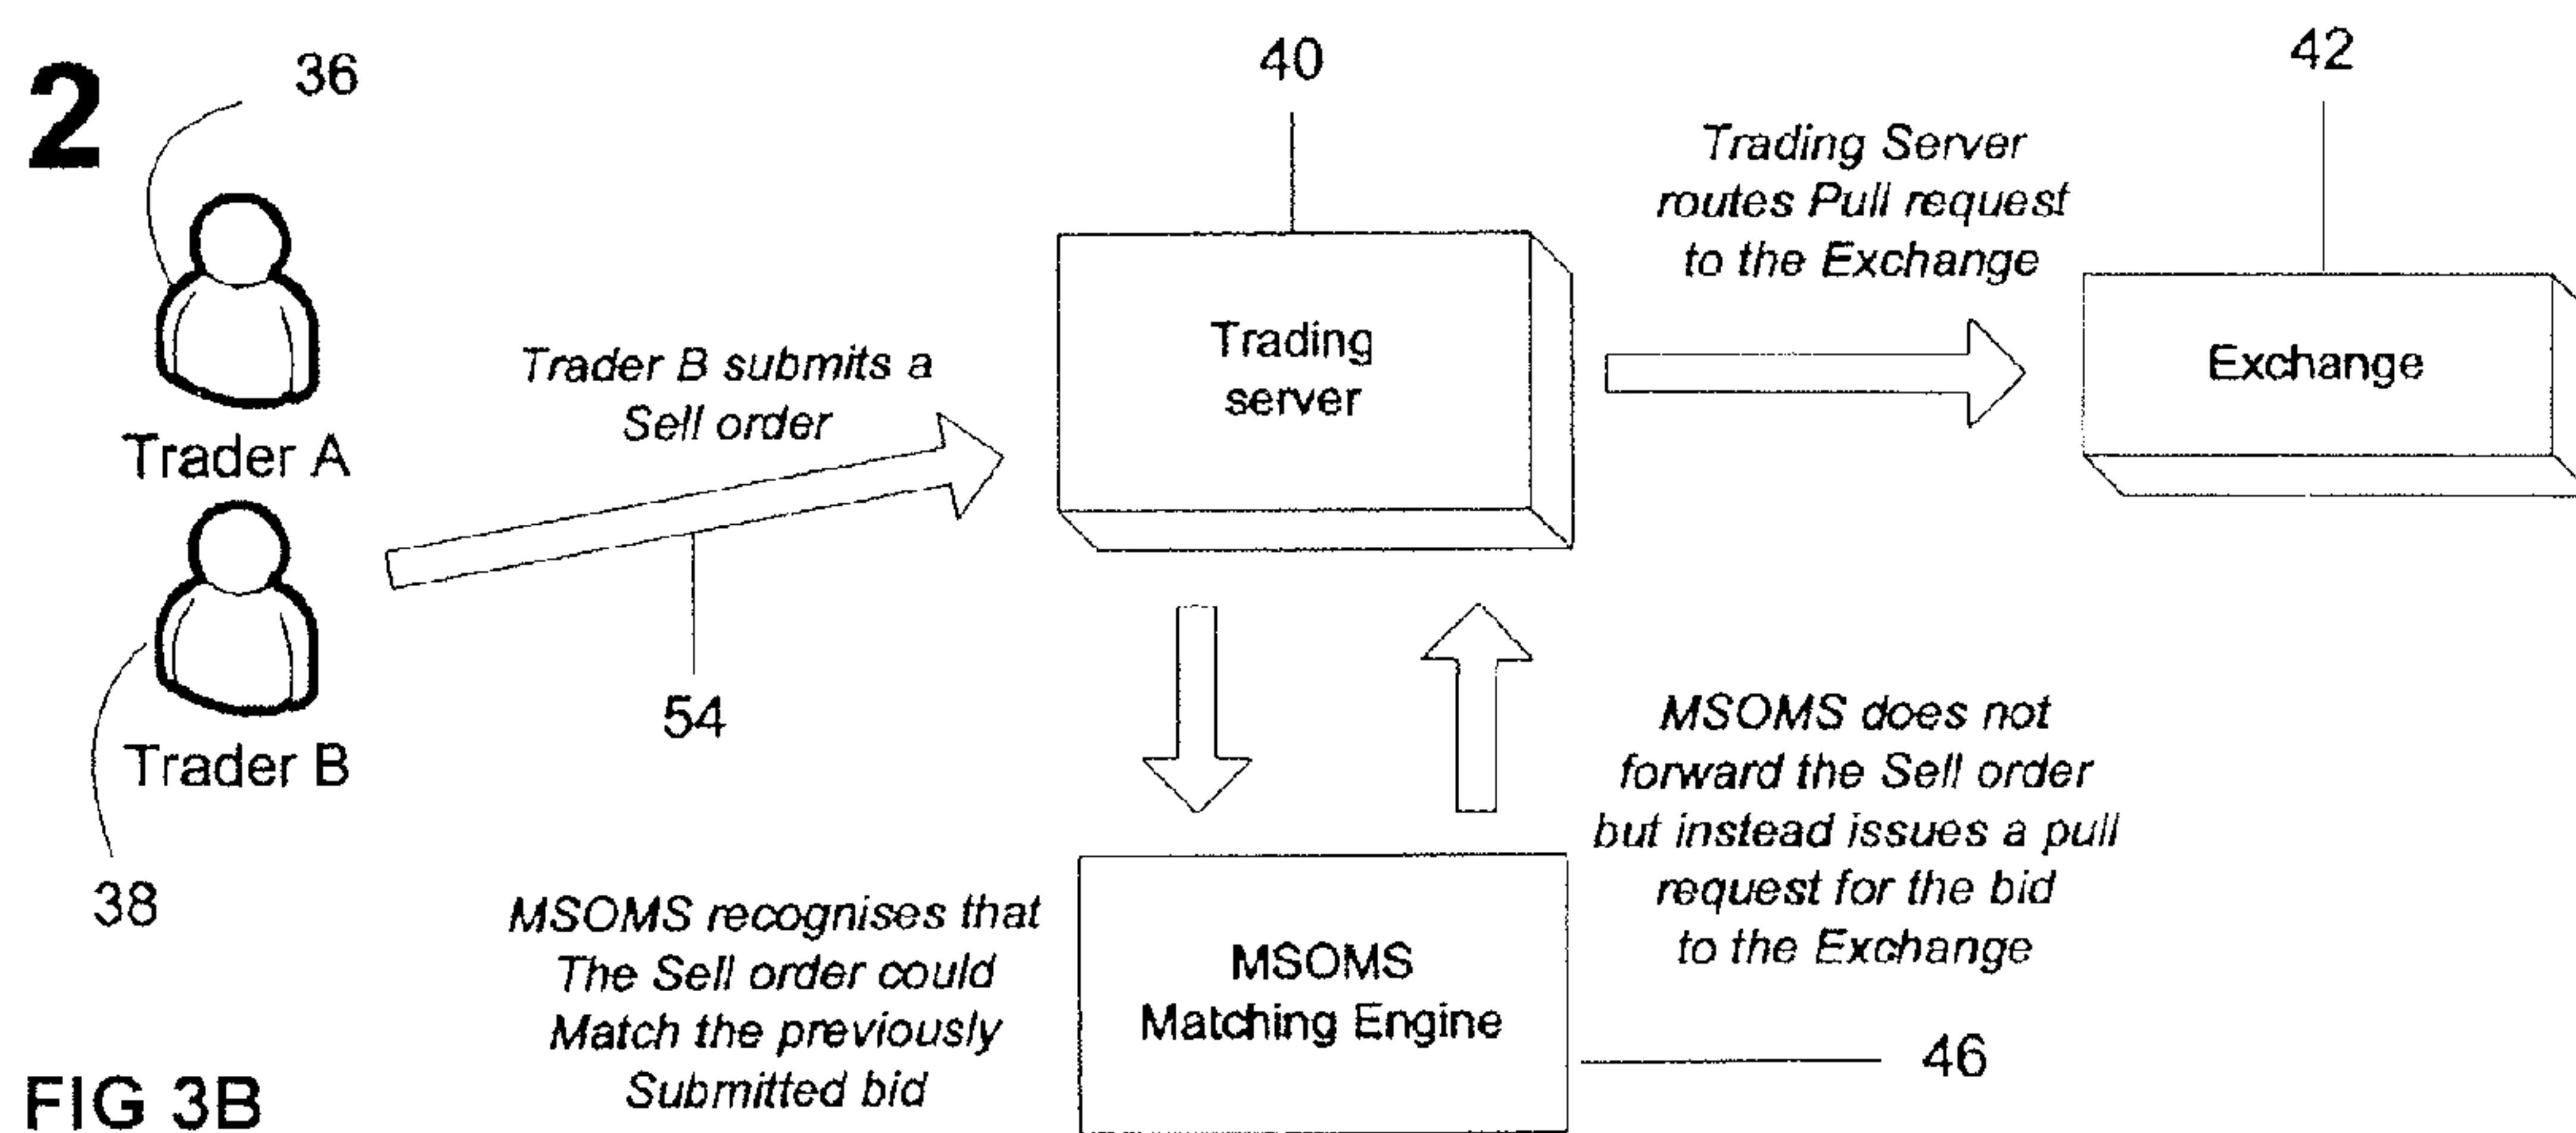 2
36
40
42
Trading Server
routes Pull request
to the Exchange
Trader B submits a
Sell order
Trading
server
Exchange
Trader A
Trader B
54
38
MSOMS does not
forward the Sell order
but instead issues a pull
request for the bid
to the Exchange
MSOMS recognises that
The Sell order could
Match the previously
Submitted bid
MSOMS
Matching Engine
46
FIG 3B